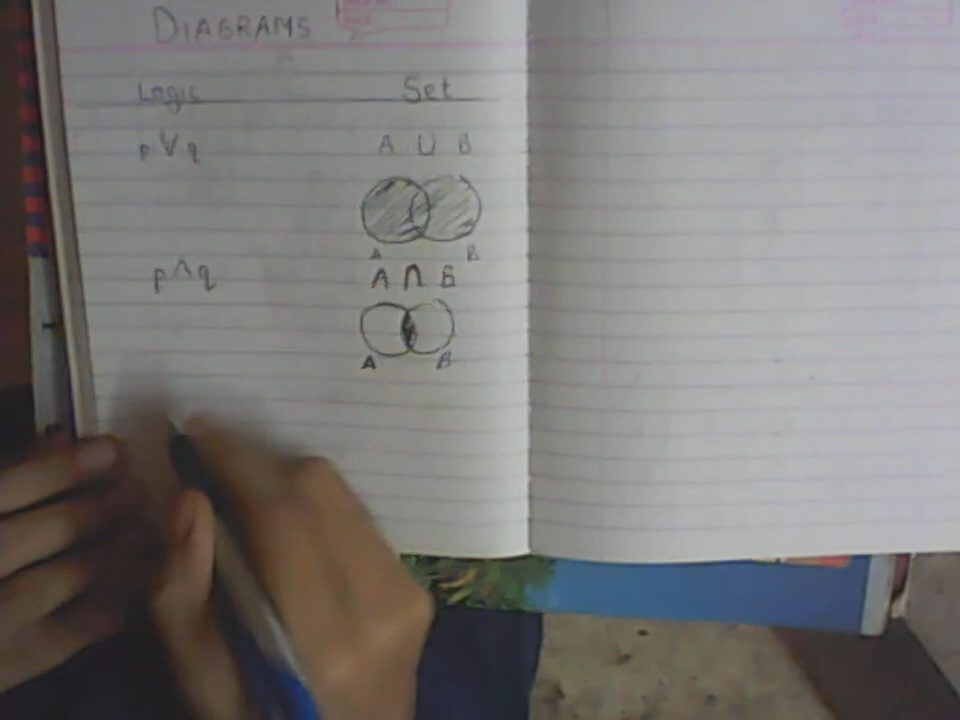 DIAGRAMS
Logic Set
p ∀ q A U B
A B
p ∧ q A ∩ B
A B